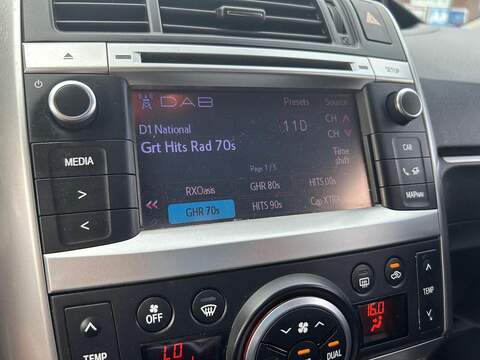 SETUP
DAB
Presets
Source
D1 National
11D
CH
Grt Hits Rad 70s
CH
Time
shift
Page 1 / 5
RXOasis
GHR 80s
HITS 00s
GHR 70s
HITS 90s
Cap XTRA
MEDIA
>
<
CAR
MAP
TEMP
OFF
LO
16.0
DUAL
TEMP